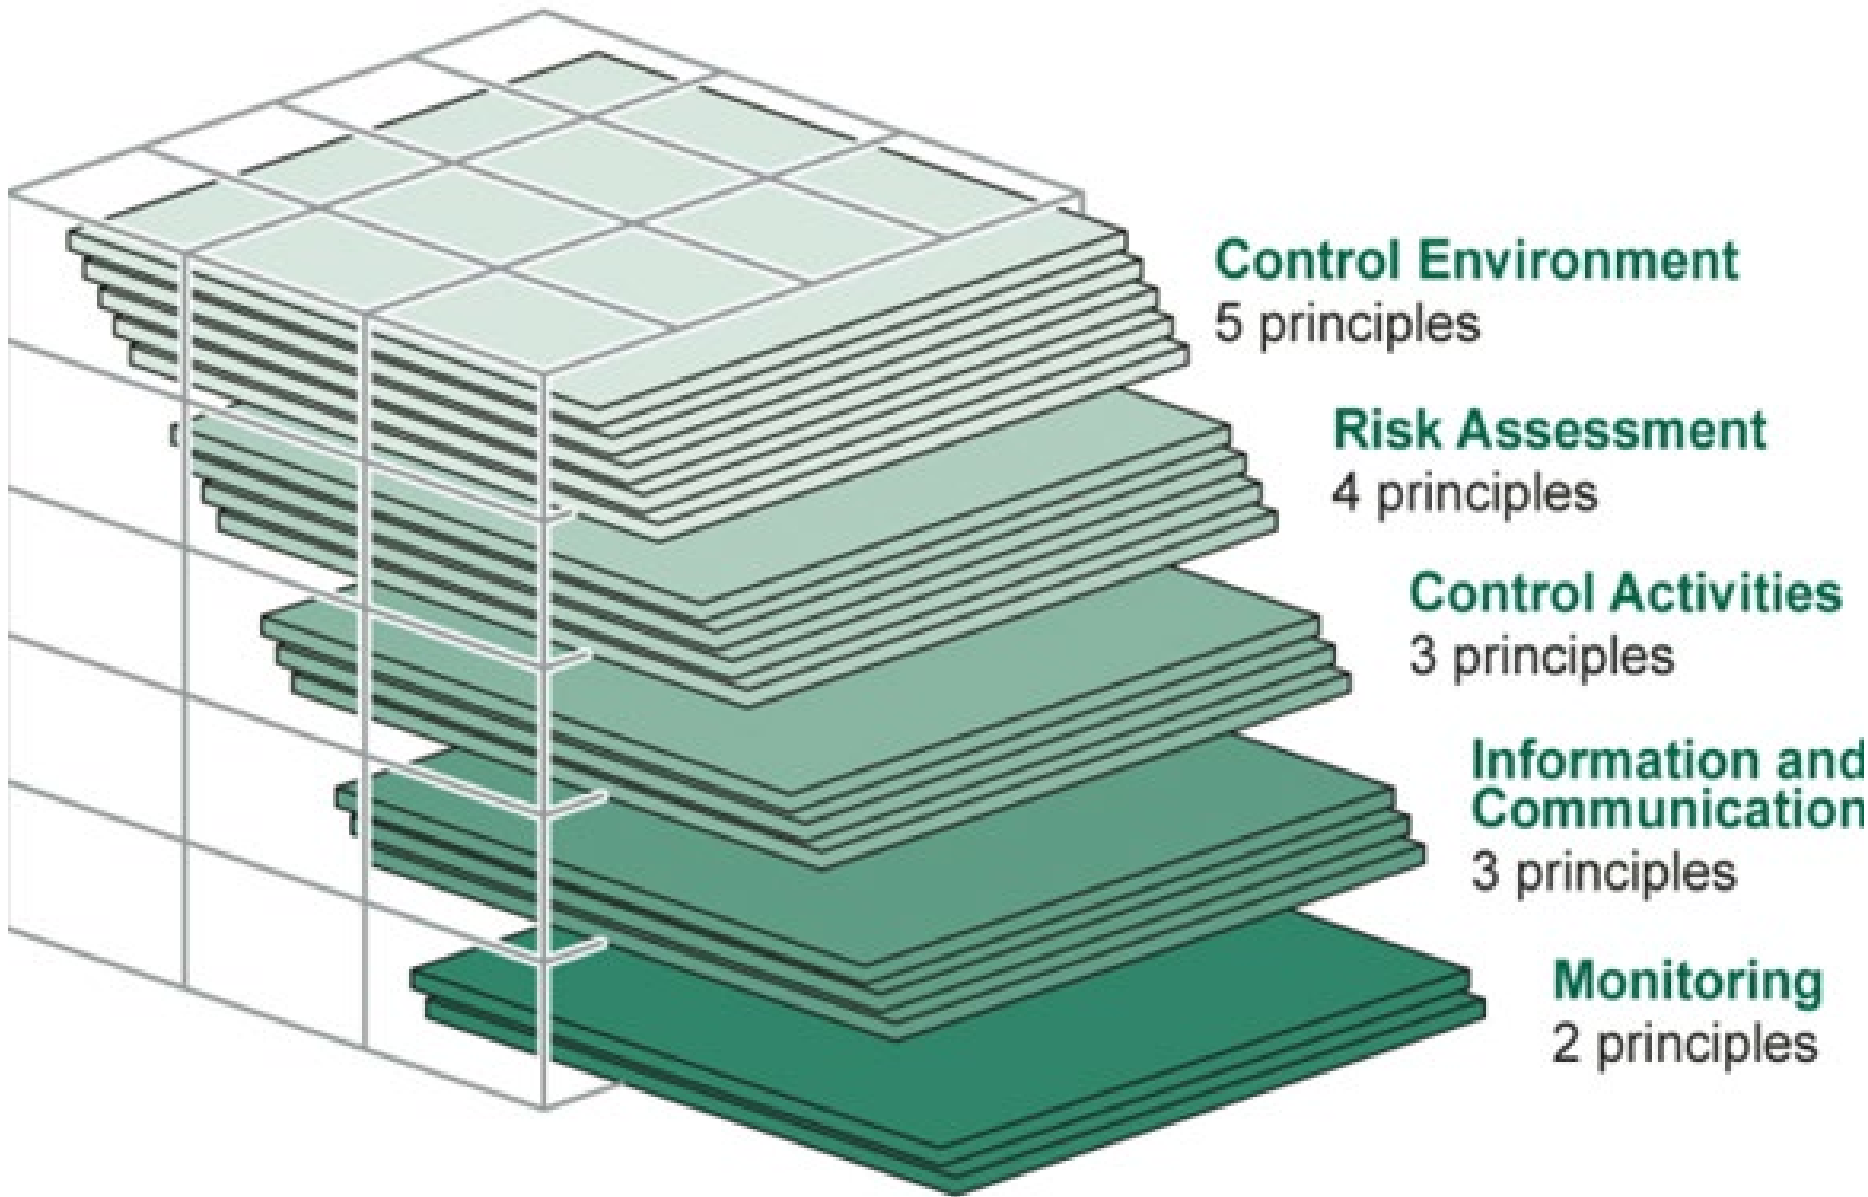 Control Environment
5 principles
Risk Assessment
4 principles
Control Activities
3 principles
Information and
Communication
3 principles
Monitoring
2 principles